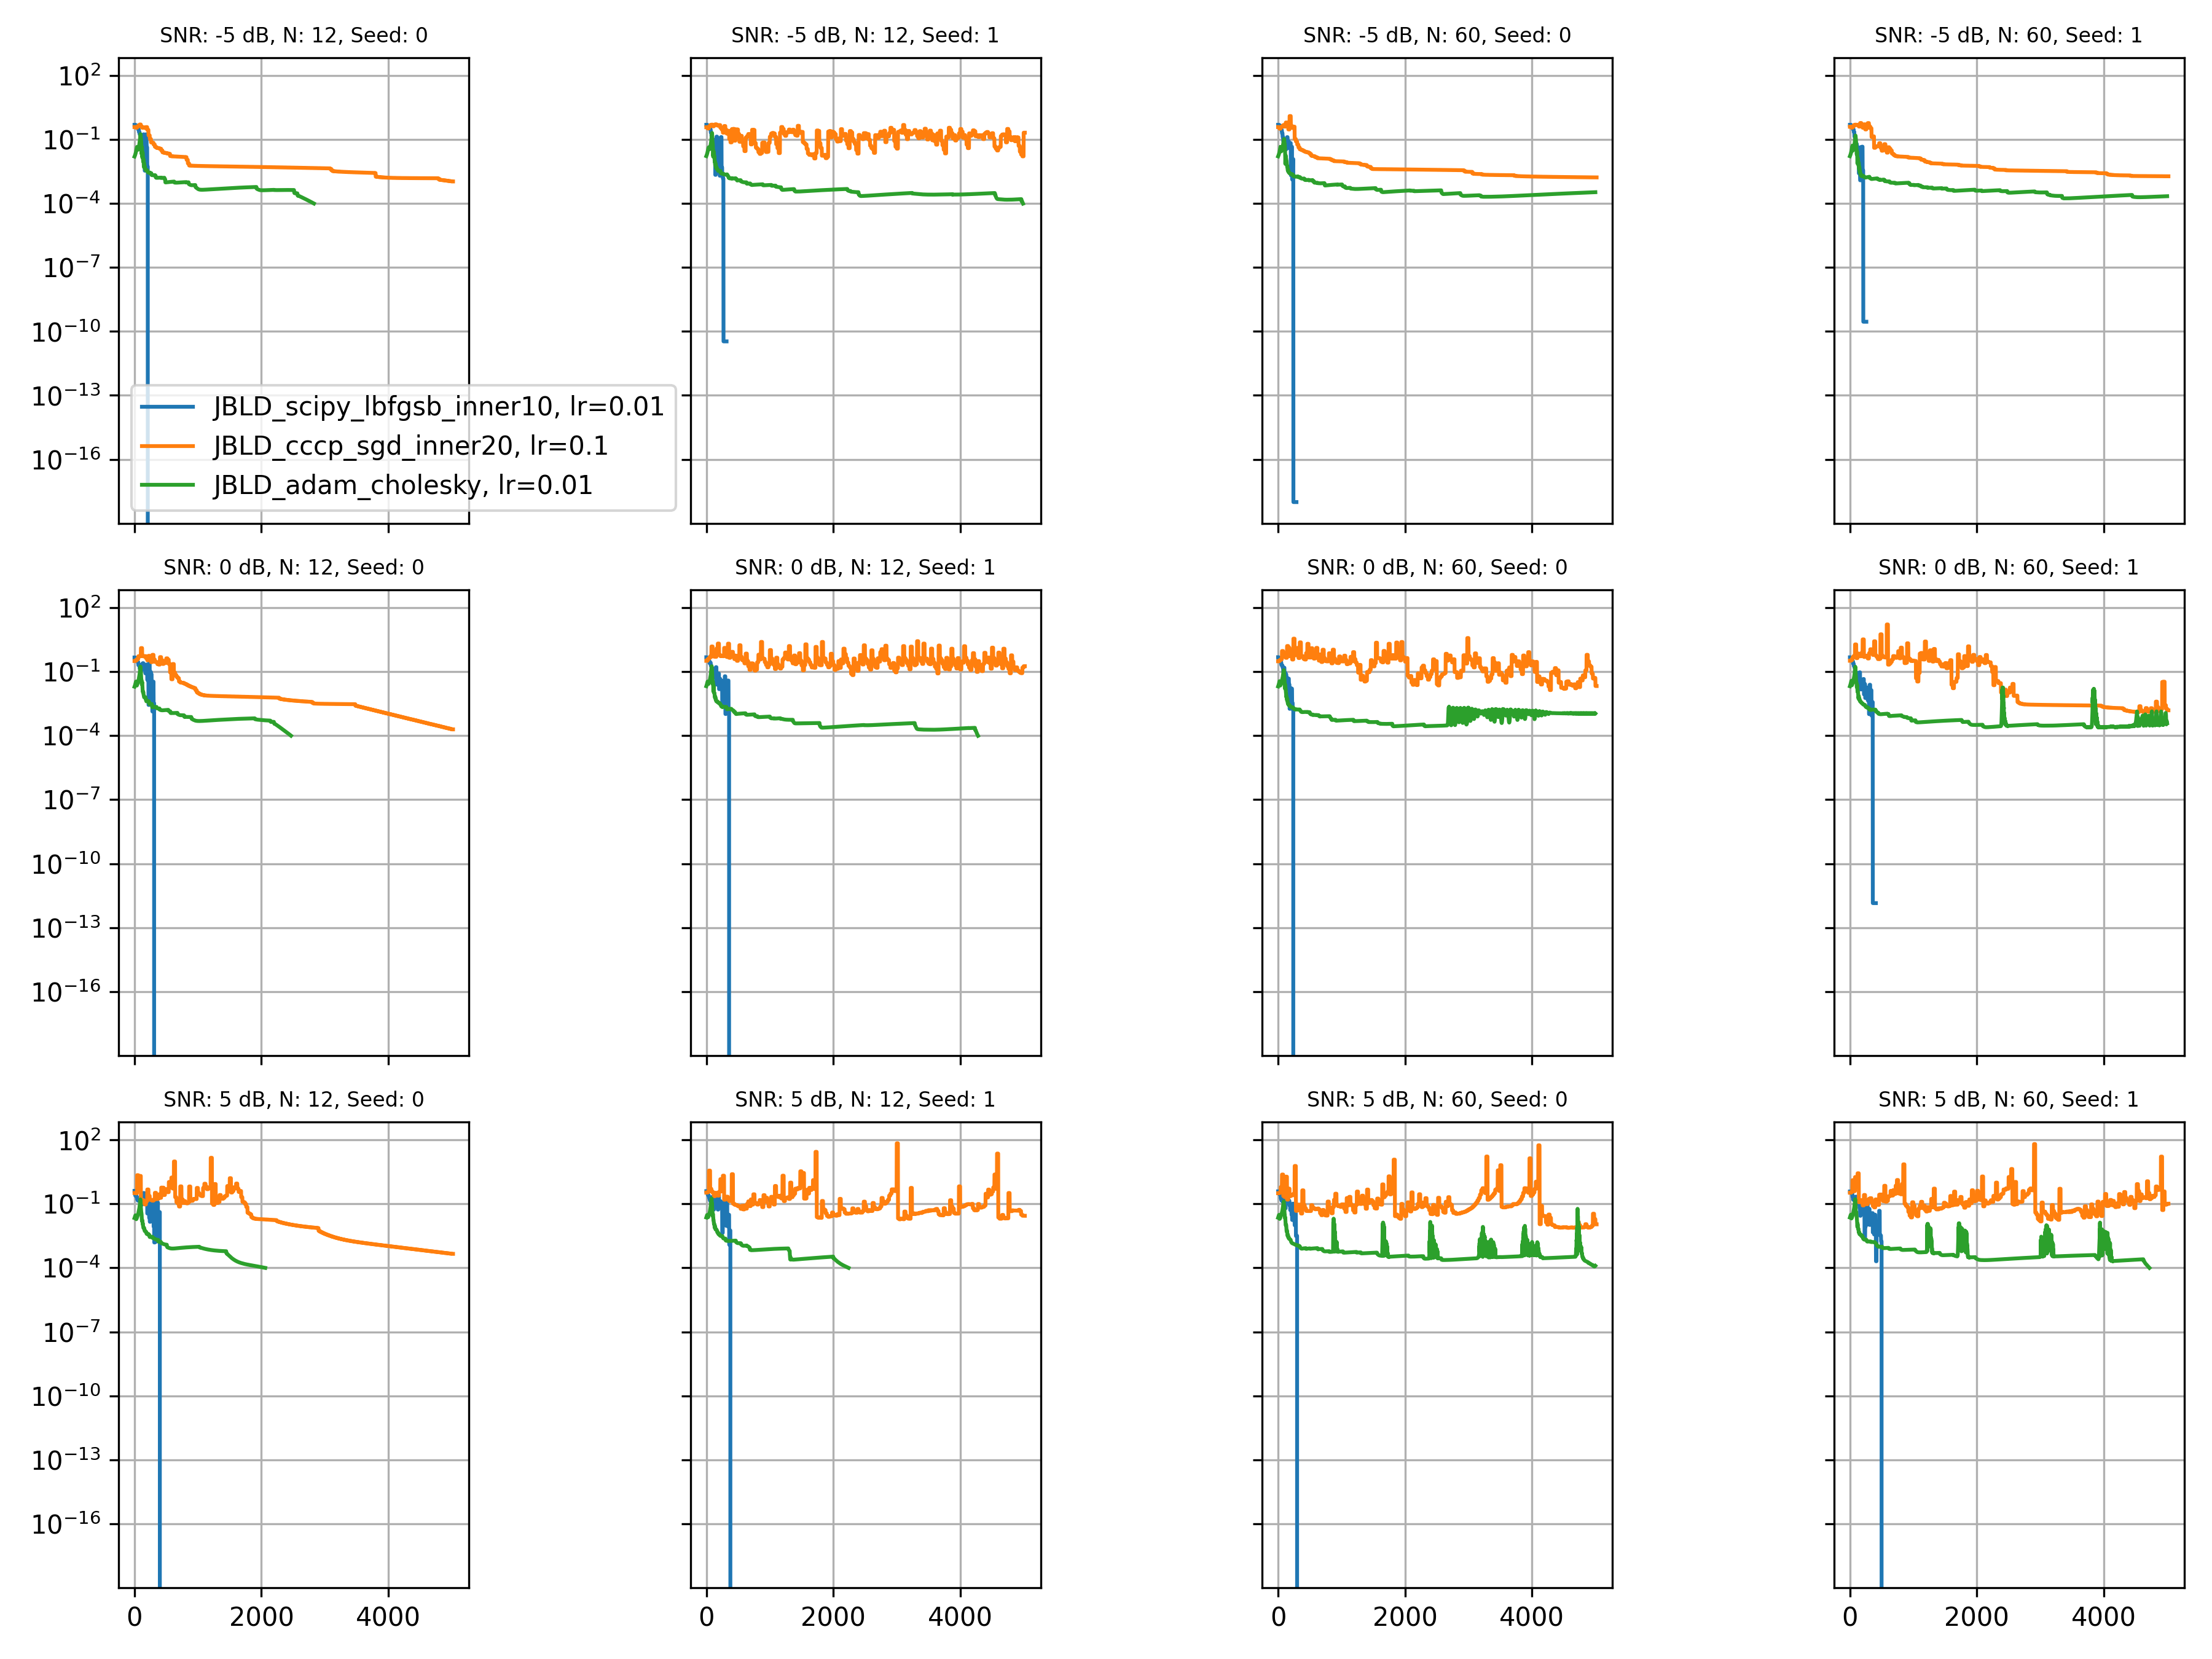 SNR: -5 dB, N: 12, Seed: 0
SNR: -5 dB, N: 12, Seed: 1
SNR: -5 dB, N: 60, Seed: 0
SNR: -5 dB, N: 60, Seed: 1
10²
10⁻¹
10⁻⁴
10⁻⁷
10⁻¹⁰
10⁻¹³
10⁻¹⁶
JBLD_scipy_lbfgsb_inner10, lr=0.01
JBLD_cccp_sgd_inner20, lr=0.1
JBLD_adam_cholesky, lr=0.01
SNR: 0 dB, N: 12, Seed: 0
SNR: 0 dB, N: 12, Seed: 1
SNR: 0 dB, N: 60, Seed: 0
SNR: 0 dB, N: 60, Seed: 1
10²
10⁻¹
10⁻⁴
10⁻⁷
10⁻¹⁰
10⁻¹³
10⁻¹⁶
SNR: 5 dB, N: 12, Seed: 0
SNR: 5 dB, N: 12, Seed: 1
SNR: 5 dB, N: 60, Seed: 0
SNR: 5 dB, N: 60, Seed: 1
10²
10⁻¹
10⁻⁴
10⁻⁷
10⁻¹⁰
10⁻¹³
10⁻¹⁶
0 2000 4000
0 2000 4000
0 2000 4000
0 2000 4000